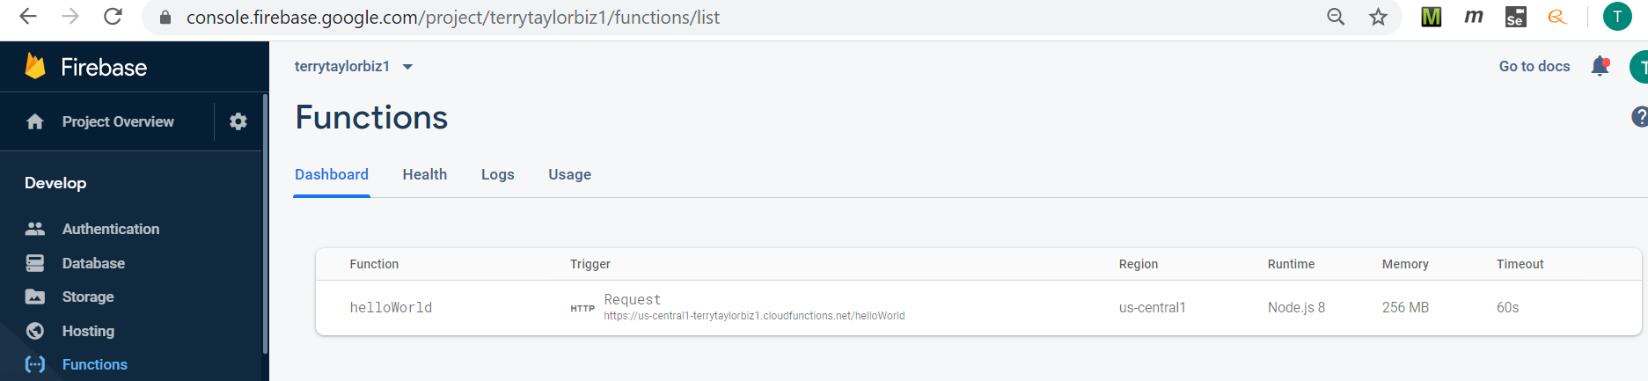 console.firebase.google.com/project/terrytaylorbiz1/functions/list
M m Se T
Firebase
terrytaylorbiz1
Go to docs
T
Project Overview
Functions
?
Develop
Dashboard Health Logs Usage
Authentication
Database
Storage
Hosting
Functions
Function Trigger Region Runtime Memory Timeout
helloWorld HTTP Request us-central1 Node.js 8 256 MB 60s
https://us-central1-terrytaylorbiz1.cloudfunctions.net/helloWorld